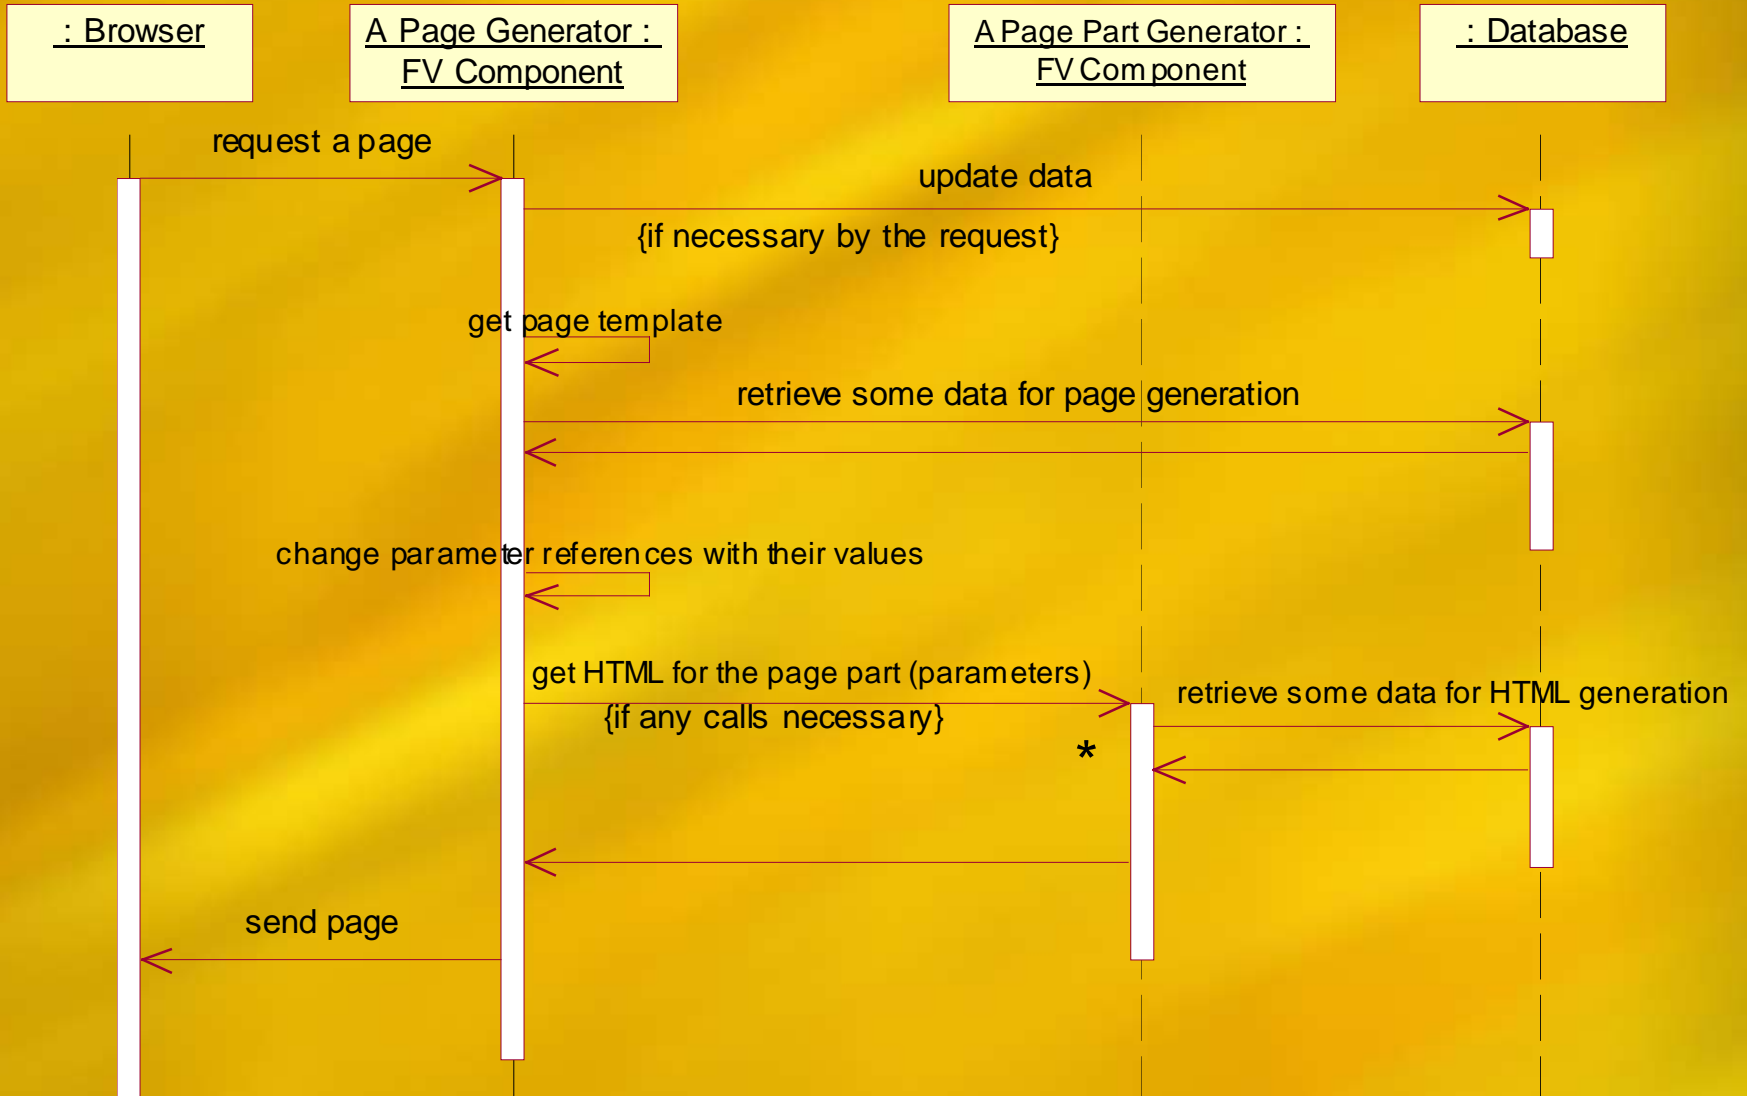 : Browser
A Page Generator :
FV Component
A Page Part Generator :
FV Component
: Database
request a page
update data
{if necessary by the request}
get page template
retrieve some data for page generation
change parameter references with their values
get HTML for the page part (parameters)
{if any calls necessary}
retrieve some data for HTML generation
*
send page